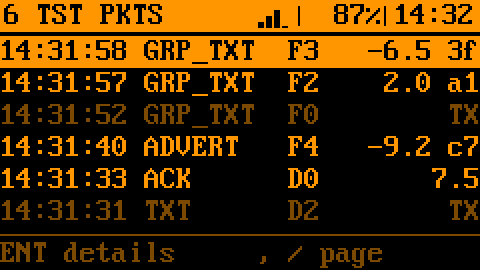 6 TST PKTS 87%|14:32
14:31:58 GRP_TXT F3 -6.5 3f
14:31:57 GRP_TXT F2 2.0 a1
14:31:52 GRP_TXT F0 TX
14:31:40 ADVERT F4 -9.2 c7
14:31:33 ACK D0 7.5
14:31:31 TXT D2 TX
ENT details , / page